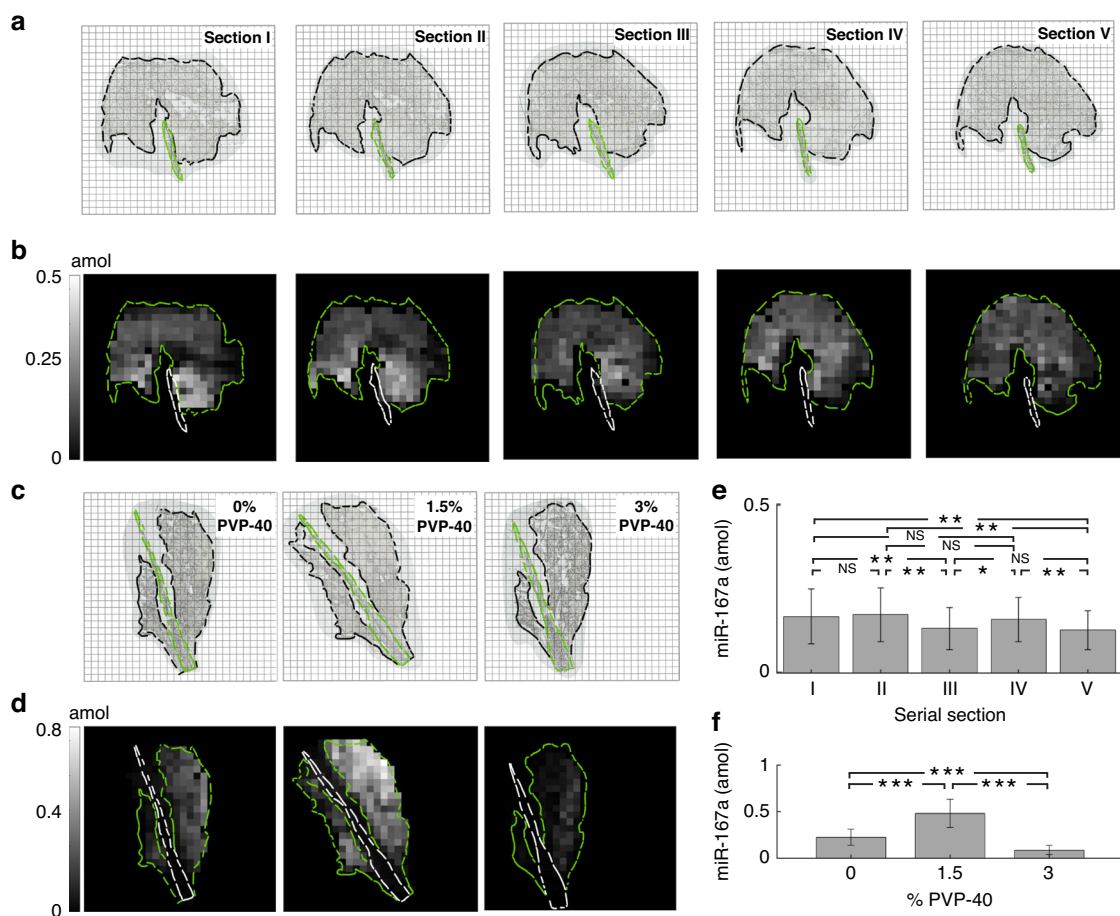 a
Section I
Section II
Section III
Section IV
Section V
b
amol
0.5
0.25
0
c
0%
PVP-40
1.5%
PVP-40
3%
PVP-40
d
amol
0.8
0.4
0
e
miR-167a (amol)
0.5
0
**
**
NS
NS
NS
**
**
*
NS
**
I
II
III
IV
V
Serial section
f
miR-167a (amol)
1
0.5
0
***
***
***
0
1.5
3
% PVP-40